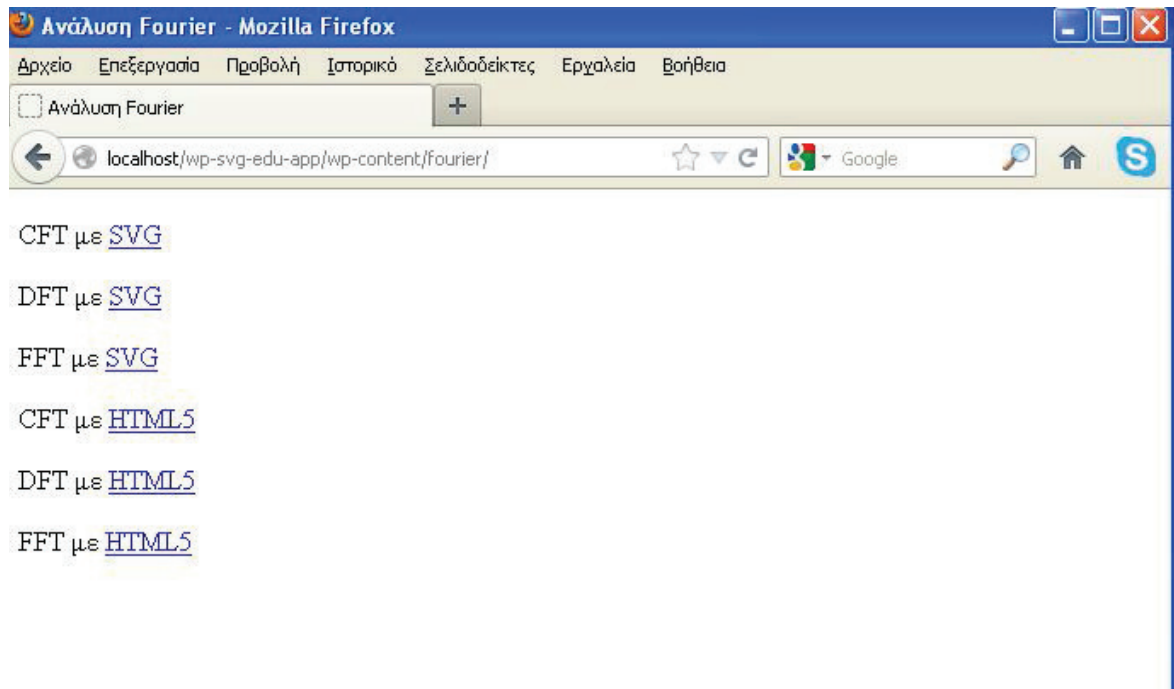 Ανάλυση Fourier - Mozilla Firefox
Αρχείο Επεξεργασία Προβολή Ιστορικό Σελιδοδείκτες Εργαλεία Βοήθεια
Ανάλυση Fourier +
localhost/wp-svg-edu-app/wp-content/fourier/ Google S
CFT με SVG
DFT με SVG
FFT με SVG
CFT με HTML5
DFT με HTML5
FFT με HTML5